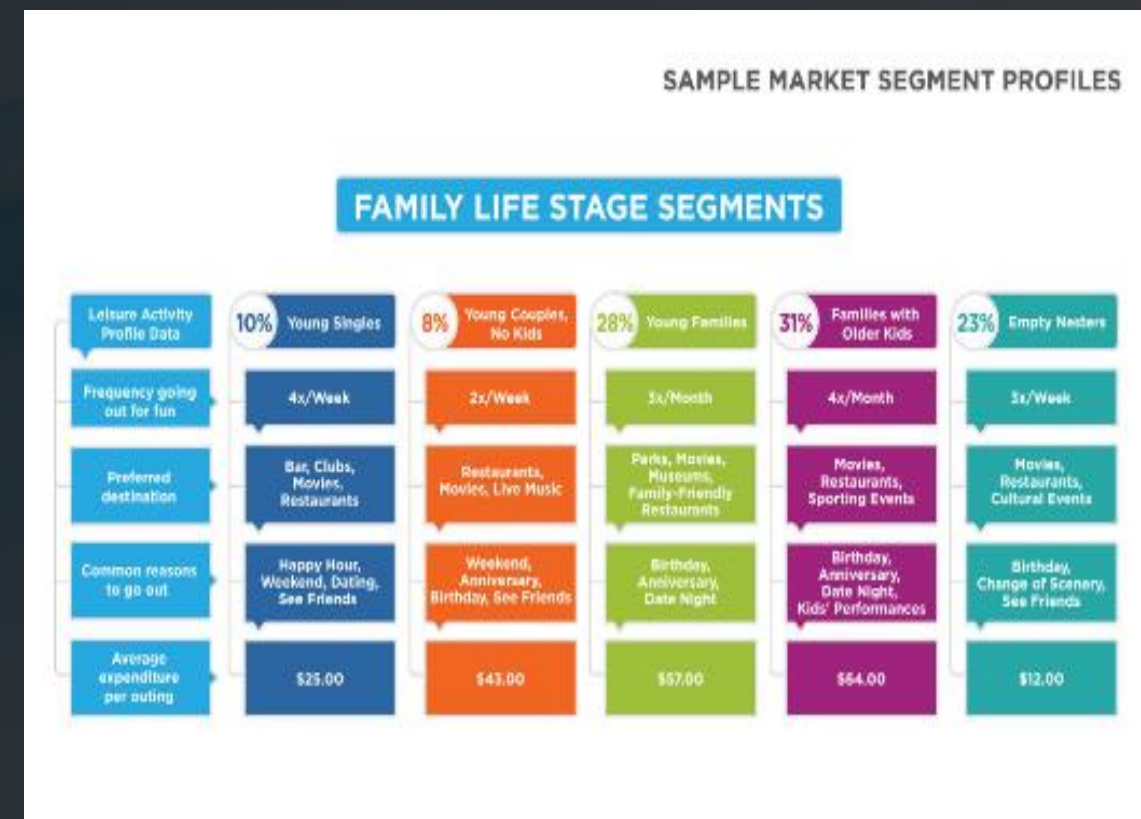 SAMPLE MARKET SEGMENT PROFILES
FAMILY LIFE STAGE SEGMENTS
Leisure Activity
Profile Data
10% Young Singles
8% Young Couples,
No Kids
28% Young Families
31% Families with
Older Kids
23% Empty Nesters
Frequency going
out for fun
4x/Week
2x/Week
3x/Month
4x/Month
3x/Week
Preferred
destination
Bar, Clubs,
Movies,
Restaurants
Restaurants,
Movies, Live Music
Parks, Movies,
Museums,
Family-Friendly
Restaurants
Movies,
Restaurants,
Sporting Events
Movies,
Restaurants,
Cultural Events
Common reasons
to go out
Happy Hour,
Weekend, Dating,
See Friends
Weekend,
Anniversary,
Birthday, See Friends
Birthday,
Anniversary,
Date Night
Birthday,
Anniversary,
Date Night,
Kids' Performances
Birthday,
Change of Scenery,
See Friends
Average
expenditure
per outing
$25.00
$43.00
$57.00
$64.00
$12.00